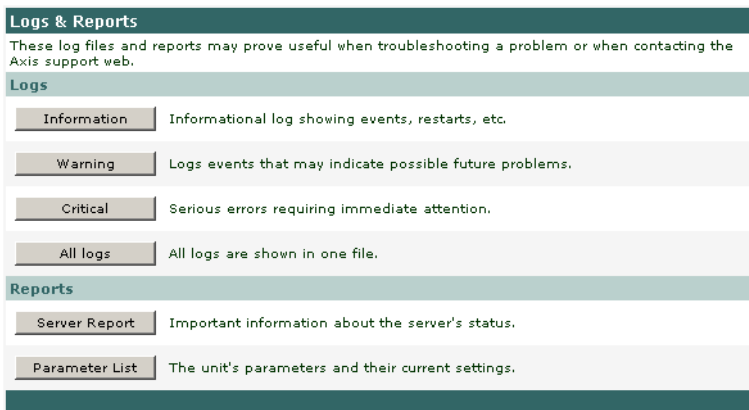 Logs & Reports
These log files and reports may prove useful when troubleshooting a problem or when contacting the
Axis support web.
Logs
Information Informational log showing events, restarts, etc.
Warning Logs events that may indicate possible future problems.
Critical Serious errors requiring immediate attention.
All logs All logs are shown in one file.
Reports
Server Report Important information about the server's status.
Parameter List The unit's parameters and their current settings.